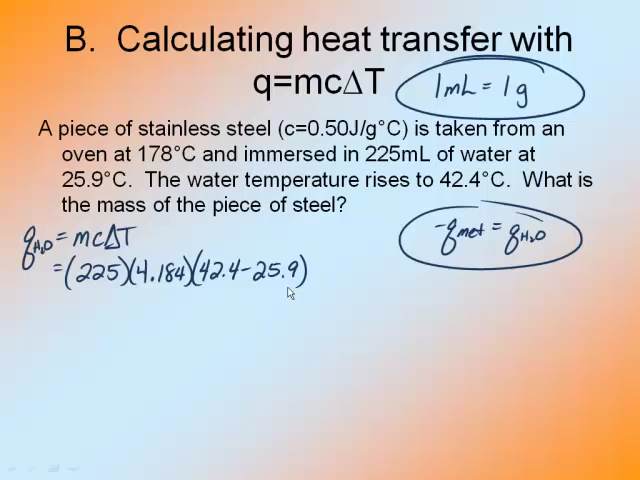 B. Calculating heat transfer with
q=mc∆T
1mL = 1g
A piece of stainless steel (c=0.50J/g°C) is taken from an
oven at 178°C and immersed in 225mL of water at
25.9°C. The water temperature rises to 42.4°C. What is
the mass of the piece of steel?
qH₂O = mc∆T
-qmet = qH₂O
= (225)(4.184)(42.4-25.9)